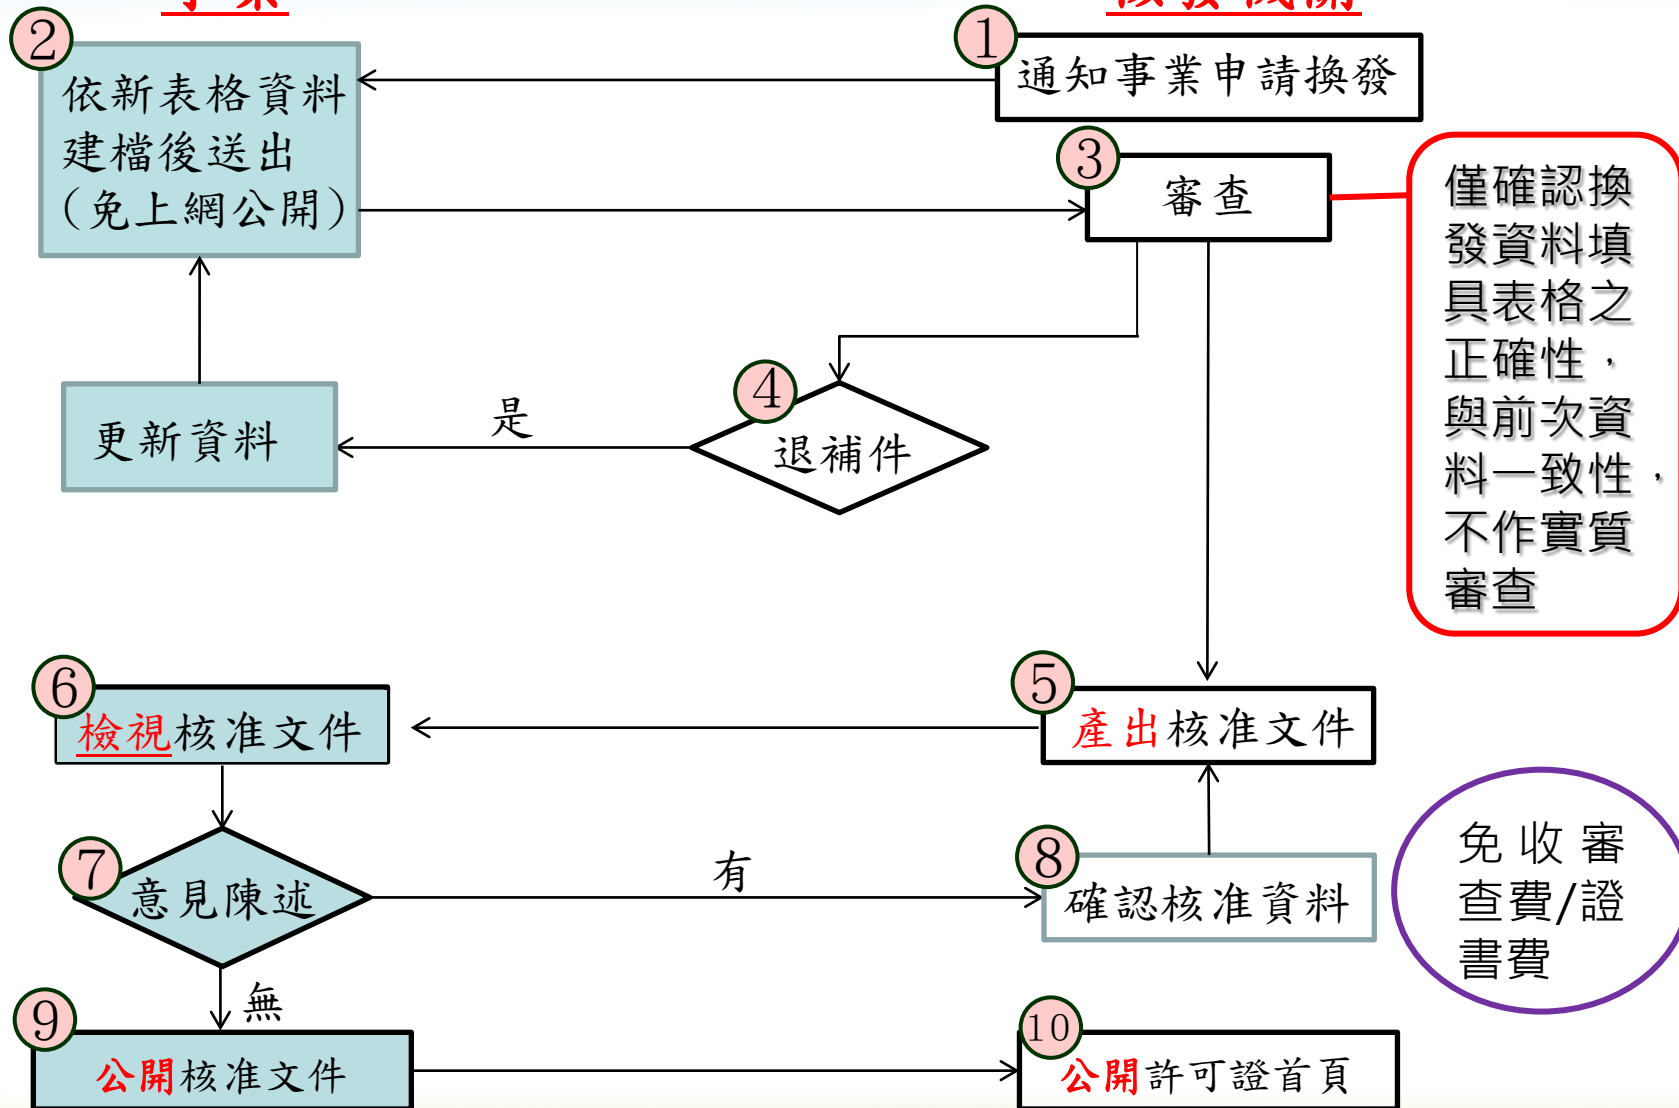 事業
核發機關
①
通知事業申請換發
②
依新表格資料
建檔後送出
（免上網公開）
③
審查
僅確認換
發資料填
具表格之
正確性，
與前次資
料一致性，
不作實質
審查
④
退補件
是
更新資料
⑤
產出核准文件
⑥
檢視核准文件
⑦
意見陳述
有
⑧
確認核准資料
免收審
查費/證
書費
無
⑨
公開核准文件
⑩
公開許可證首頁